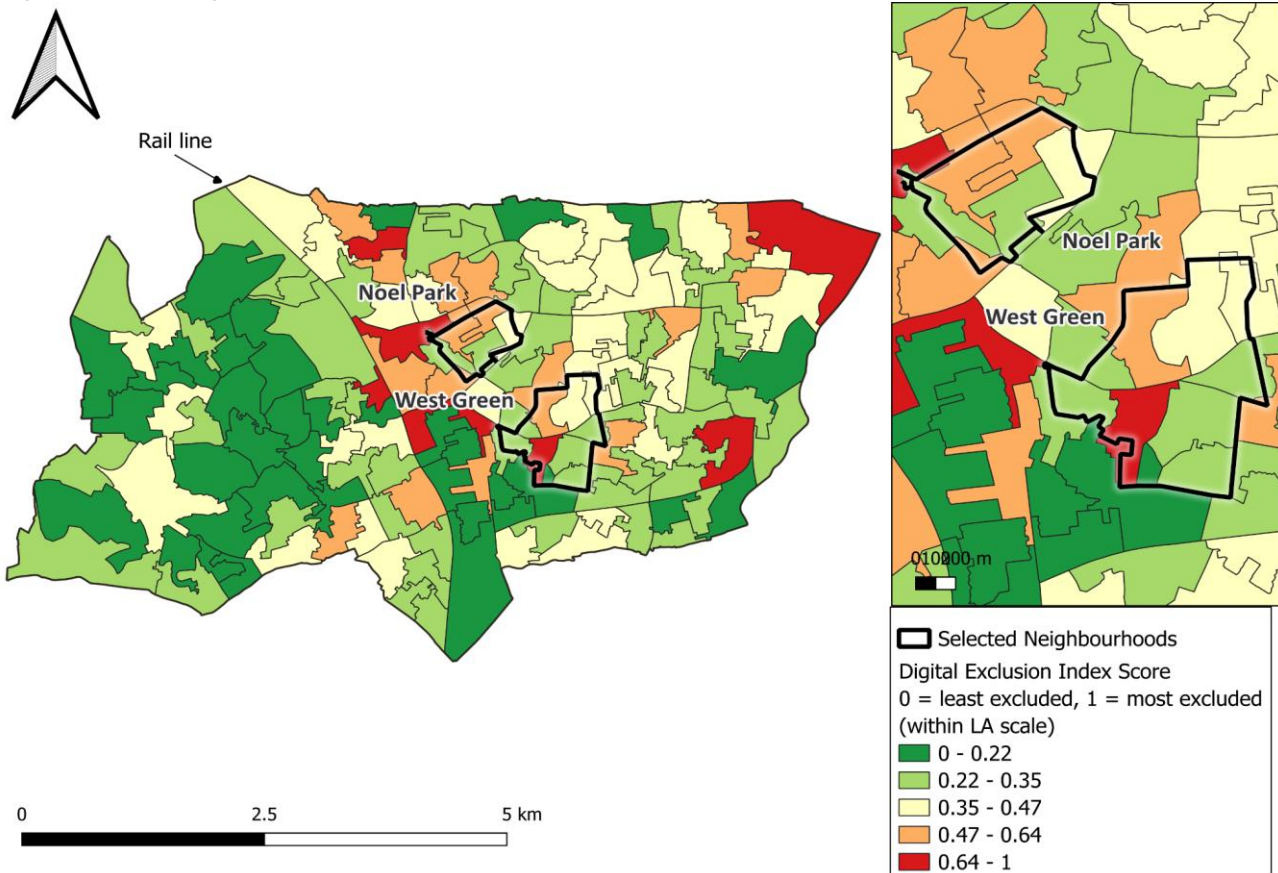 Rail line
Noel Park
West Green
0 2.5 5 km
Noel Park
West Green
Selected Neighbourhoods
Digital Exclusion Index Score
0 = least excluded, 1 = most excluded
(within LA scale)
0 - 0.22
0.22 - 0.35
0.35 - 0.47
0.47 - 0.64
0.64 - 1